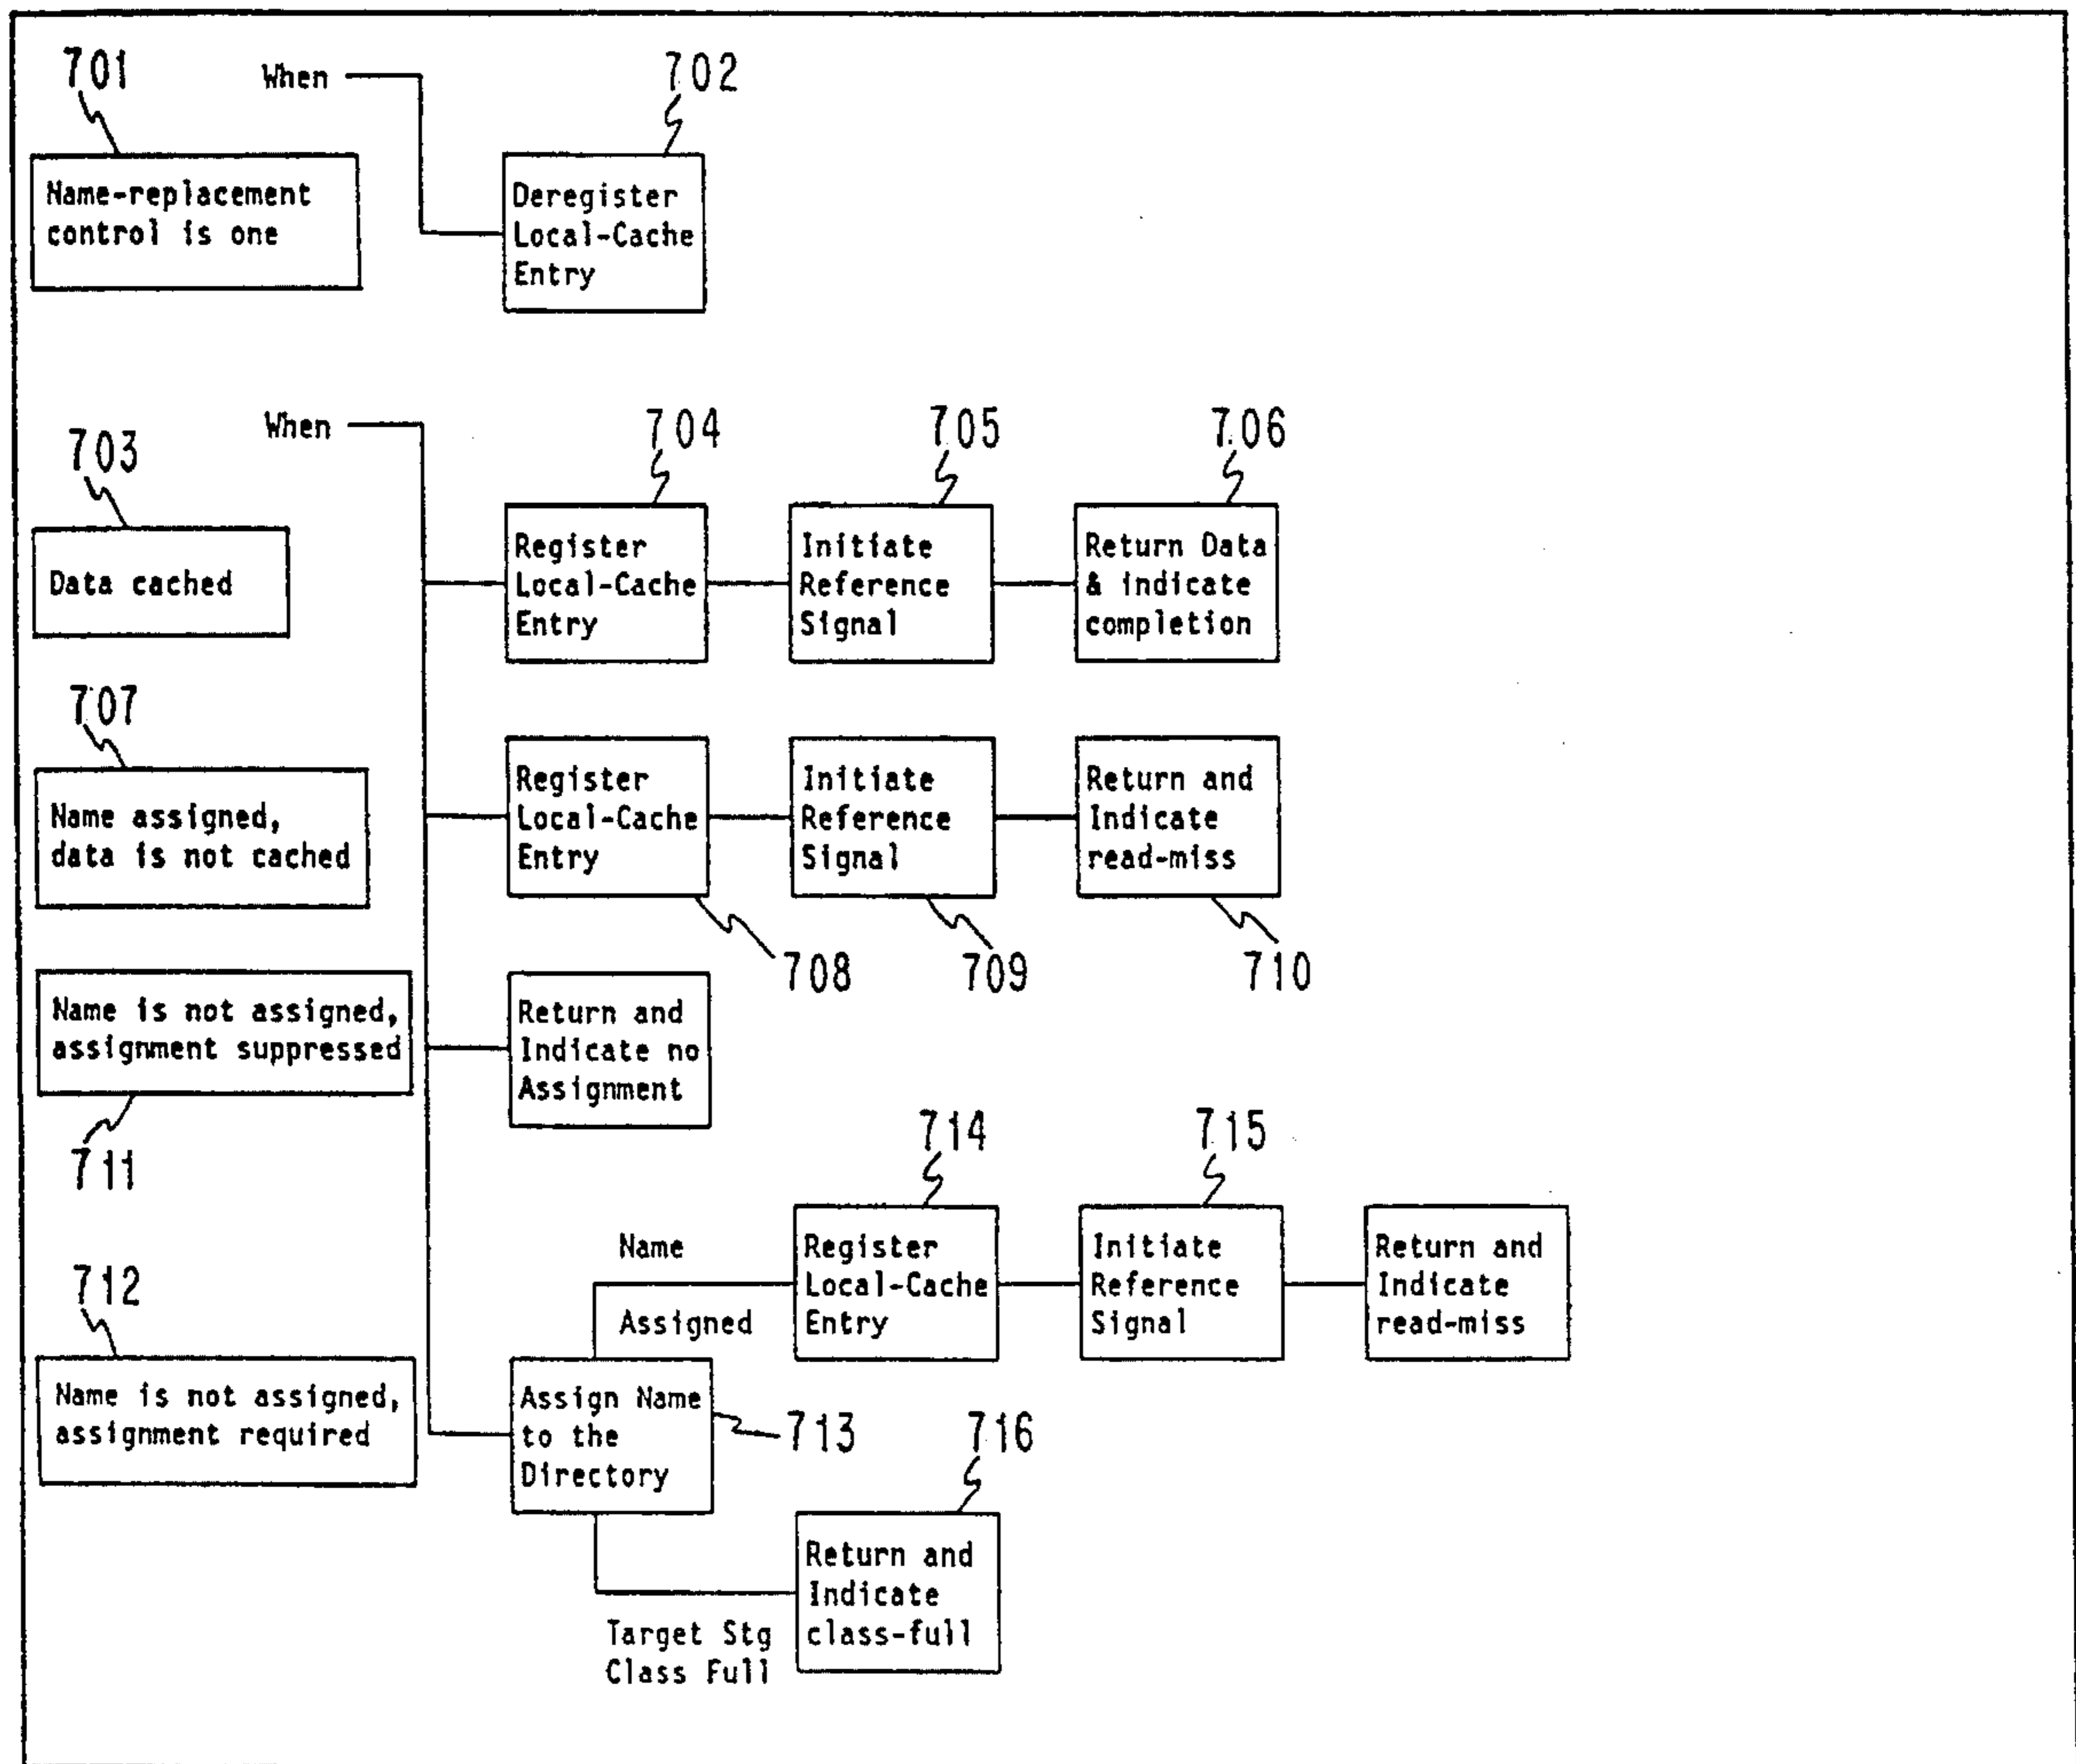 701
When
702
Name-replacement
control is one
Deregister
Local-Cache
Entry
When
703
704
705
706
Data cached
Register
Local-Cache
Entry
Initiate
Reference
Signal
Return Data
& indicate
completion
707
Name assigned,
data is not cached
Register
Local-Cache
Entry
Initiate
Reference
Signal
Return and
Indicate
read-miss
708
709
710
Name is not assigned,
assignment suppressed
Return and
Indicate no
Assignment
711
714
715
Name
Assigned
Register
Local-Cache
Entry
Initiate
Reference
Signal
Return and
Indicate
read-miss
712
Name is not assigned,
assignment required
Assign Name
to the
Directory
713
716
Return and
Indicate
class-full
Target Stg
Class Full